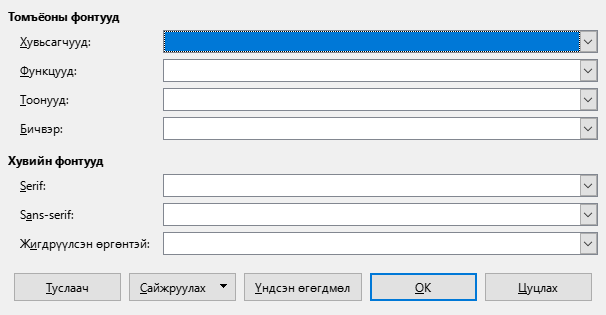 Томъёоны фонтууд
Хувьсагчууд:
Функцууд:
Тоонууд:
Бичвэр:
Хувийн фонтууд
Serif:
Sans-serif:
Жигдрүүлсэн өргөнтэй:
Туслаач
Сайжруулах
Үндсэн өгөгдмөл
OK
Цуцлах